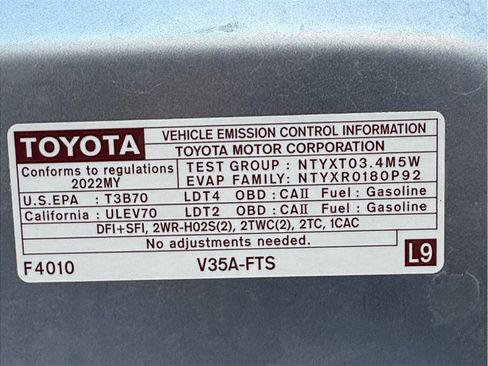 TOYOTA
VEHICLE EMISSION CONTROL INFORMATION
TOYOTA MOTOR CORPORATION
Conforms to regulations
2022MY
TEST GROUP : NTYXT03.4M5W
EVAP FAMILY: NTYXR0180P92
U.S.EPA : T3B70 LDT4 OBD : CAII Fuel : Gasoline
California : ULEV70 LDT2 OBD : CAII Fuel : Gasoline
DFI+SFI, 2WR-HO2S(2), 2TWC(2), 2TC, 1CAC
No adjustments needed.
F4010 V35A-FTS L9